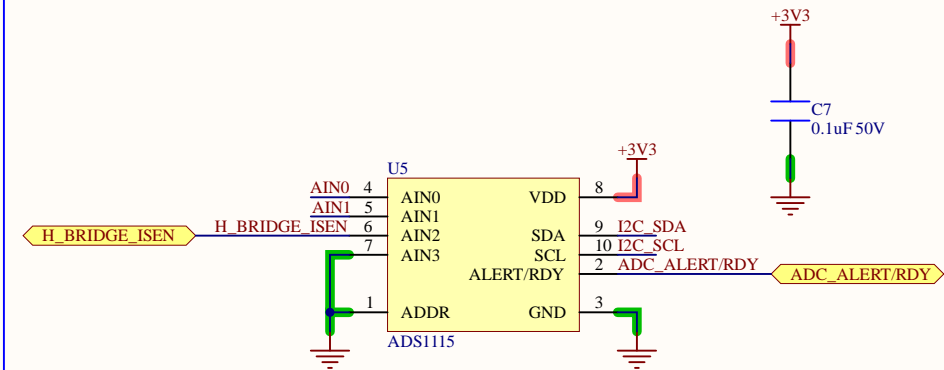 +3V3
C7
0.1uF 50V
+3V3
U5
AIN0 4 AIN0 VDD 8
AIN1 5 AIN1
H_BRIDGE_ISEN H_BRIDGE_ISEN 6 AIN2 SDA 9 I2C_SDA
7 AIN3 SCL 10 I2C_SCL
ALERT/RDY 2 ADC_ALERT/RDY ADC_ALERT/RDY
1 ADDR GND 3
ADS1115